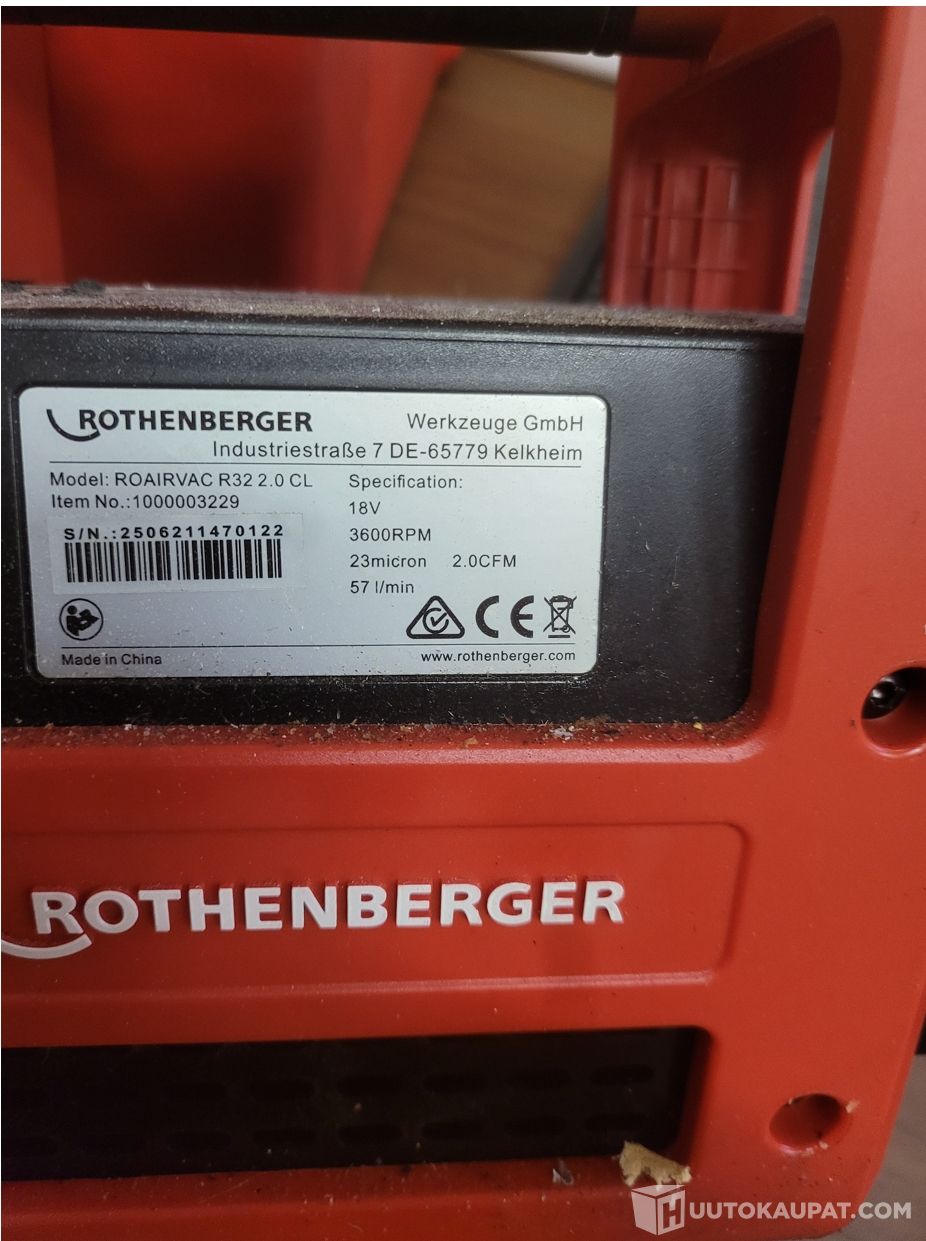 ROTHENBERGER
Werkzeuge GmbH
Industriestraße 7 DE-65779 Kelkheim
Model: ROAIRVAC R32 2.0 CL
Item No.:1000003229
S/N.:2506211470122
Specification:
18V
3600RPM
23micron 2.0CFM
57 l/min
CE
Made in China
www.rothenberger.com
ROTHENBERGER
HUUTOKAUPAT.COM